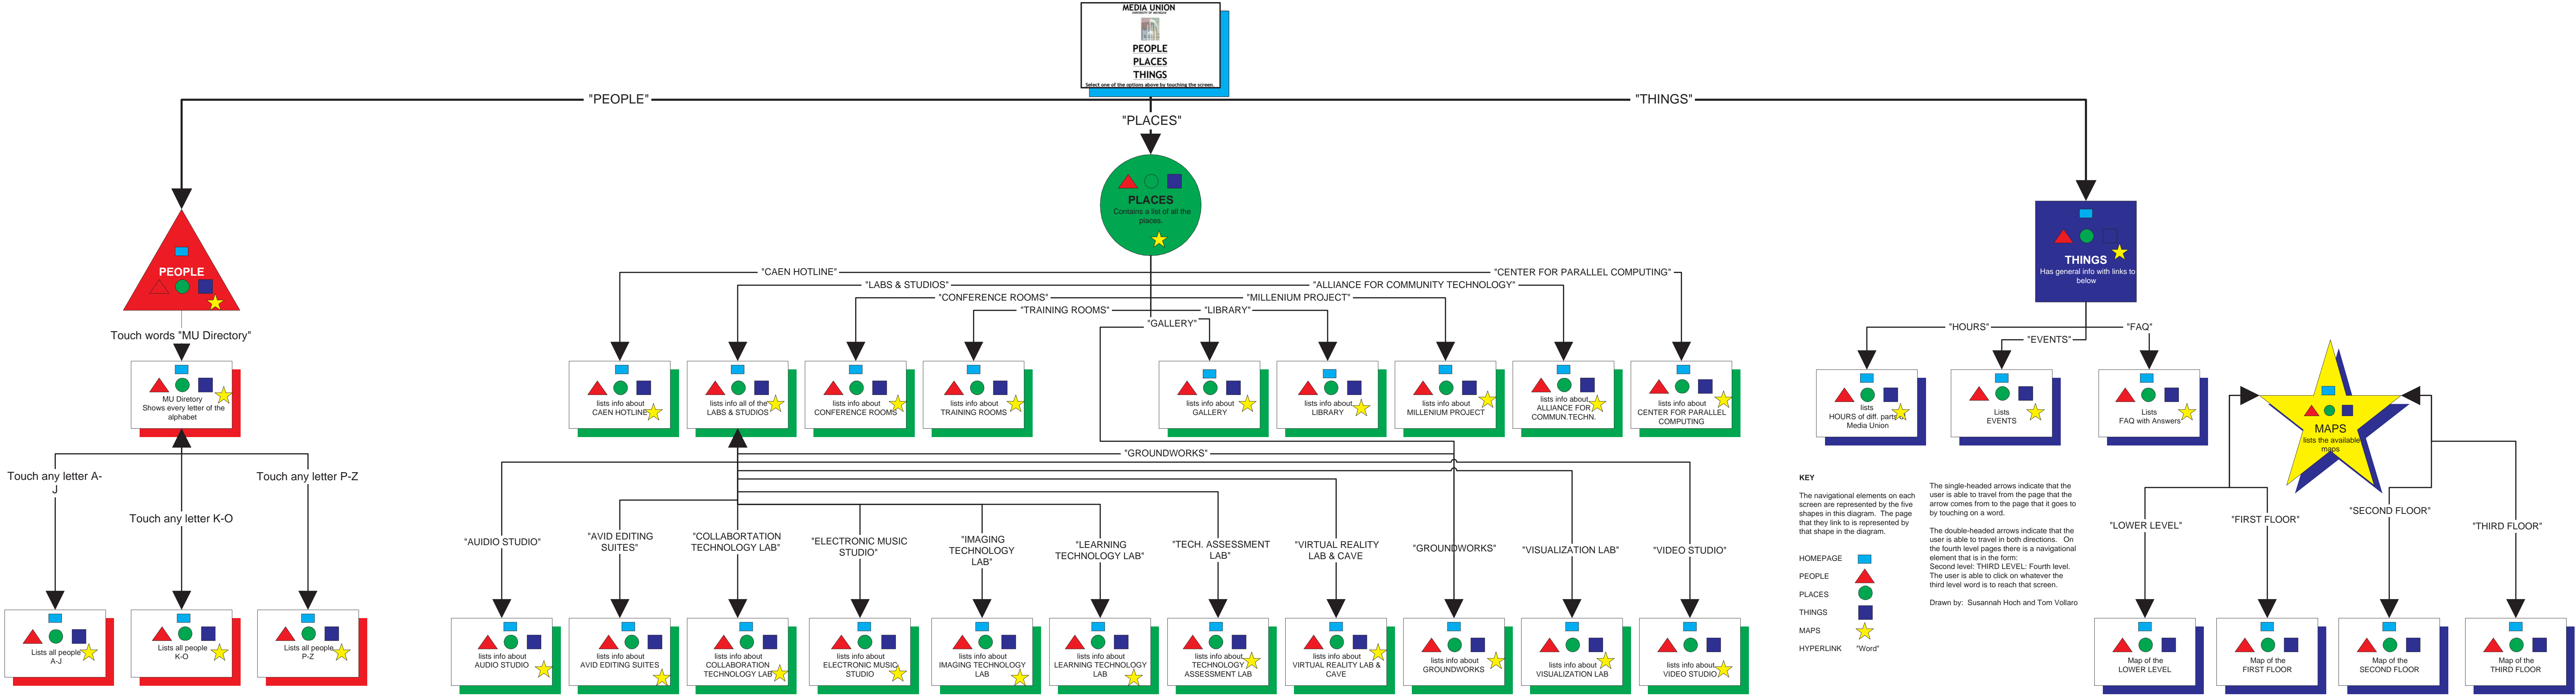 MEDIA UNION
UNIVERSITY OF MICHIGAN
PEOPLE
PLACES
THINGS
Select one of the options above by touching the screen.
"PEOPLE"
"PLACES"
"THINGS"
PEOPLE
PLACES
Contains a list of all the
places.
THINGS
Has general info with links to
below
Touch words "MU Directory"
MU Diretory
Shows every letter of the
alphabet
Touch any letter A-
J
Touch any letter K-O
Touch any letter P-Z
Lists all people
A-J
Lists all people
K-O
Lists all people
P-Z
"CAEN HOTLINE"
"CENTER FOR PARALLEL COMPUTING"
"LABS & STUDIOS"
"ALLIANCE FOR COMMUNITY TECHNOLOGY"
"CONFERENCE ROOMS"
"MILLENIUM PROJECT"
"TRAINING ROOMS"
"LIBRARY"
"GALLERY"
lists info about
CAEN HOTLINE
lists info all of the
LABS & STUDIOS
lists info about
CONFERENCE ROOMS
lists info about
TRAINING ROOMS
lists info about
GALLERY
lists info about
LIBRARY
lists info about
MILLENIUM PROJECT
lists info about
ALLIANCE FOR
COMMUN.TECHN.
lists info about
CENTER FOR PARALLEL
COMPUTING
"GROUNDWORKS"
"AUIDIO STUDIO"
"AVID EDITING
SUITES"
"COLLABORTATION
TECHNOLOGY LAB"
"ELECTRONIC MUSIC
STUDIO"
"IMAGING
TECHNOLOGY
LAB"
"LEARNING
TECHNOLOGY LAB"
"TECH. ASSESSMENT
LAB"
"VIRTUAL REALITY
LAB & CAVE
"GROUNDWORKS"
"VISUALIZATION LAB"
"VIDEO STUDIO"
lists info about
AUDIO STUDIO
lists info about
AVID EDITING SUITES
lists info about
COLLABORATION
TECHNOLOGY LAB
lists info about
ELECTRONIC MUSIC
STUDIO
lists info about
IMAGING TECHNOLOGY
LAB
lists info about
LEARNING TECHNOLOGY
LAB
lists info about
TECHNOLOGY
ASSESSMENT LAB
lists info about
VIRTUAL REALITY LAB &
CAVE
lists info about
GROUNDWORKS
lists info about
VISUALIZATION LAB
lists info about
VIDEO STUDIO
"HOURS"
"FAQ"
"EVENTS"
lists
HOURS of diff. parts of
Media Union
Lists
EVENTS
Lists
FAQ with Answers
MAPS
lists the available
maps
KEY
The navigational elements on each
screen are represented by the five
shapes in this diagram. The page
that they link to is represented by
that shape in the diagram.
HOMEPAGE
PEOPLE
PLACES
THINGS
MAPS
HYPERLINK "Word"
The single-headed arrows indicate that the
user is able to travel from the page that the
arrow comes from to the page that it goes to
by touching on a word.
The double-headed arrows indicate that the
user is able to travel in both directions. On
the fourth level pages there is a navigational
element that is in the form:
Second level: THIRD LEVEL: Fourth level.
The user is able to click on whatever the
third level word is to reach that screen.
Drawn by: Susannah Hoch and Tom Vollaro
"LOWER LEVEL"
"FIRST FLOOR"
"SECOND FLOOR"
"THIRD FLOOR"
Map of the
LOWER LEVEL
Map of the
FIRST FLOOR
Map of the
SECOND FLOOR
Map of the
THIRD FLOOR